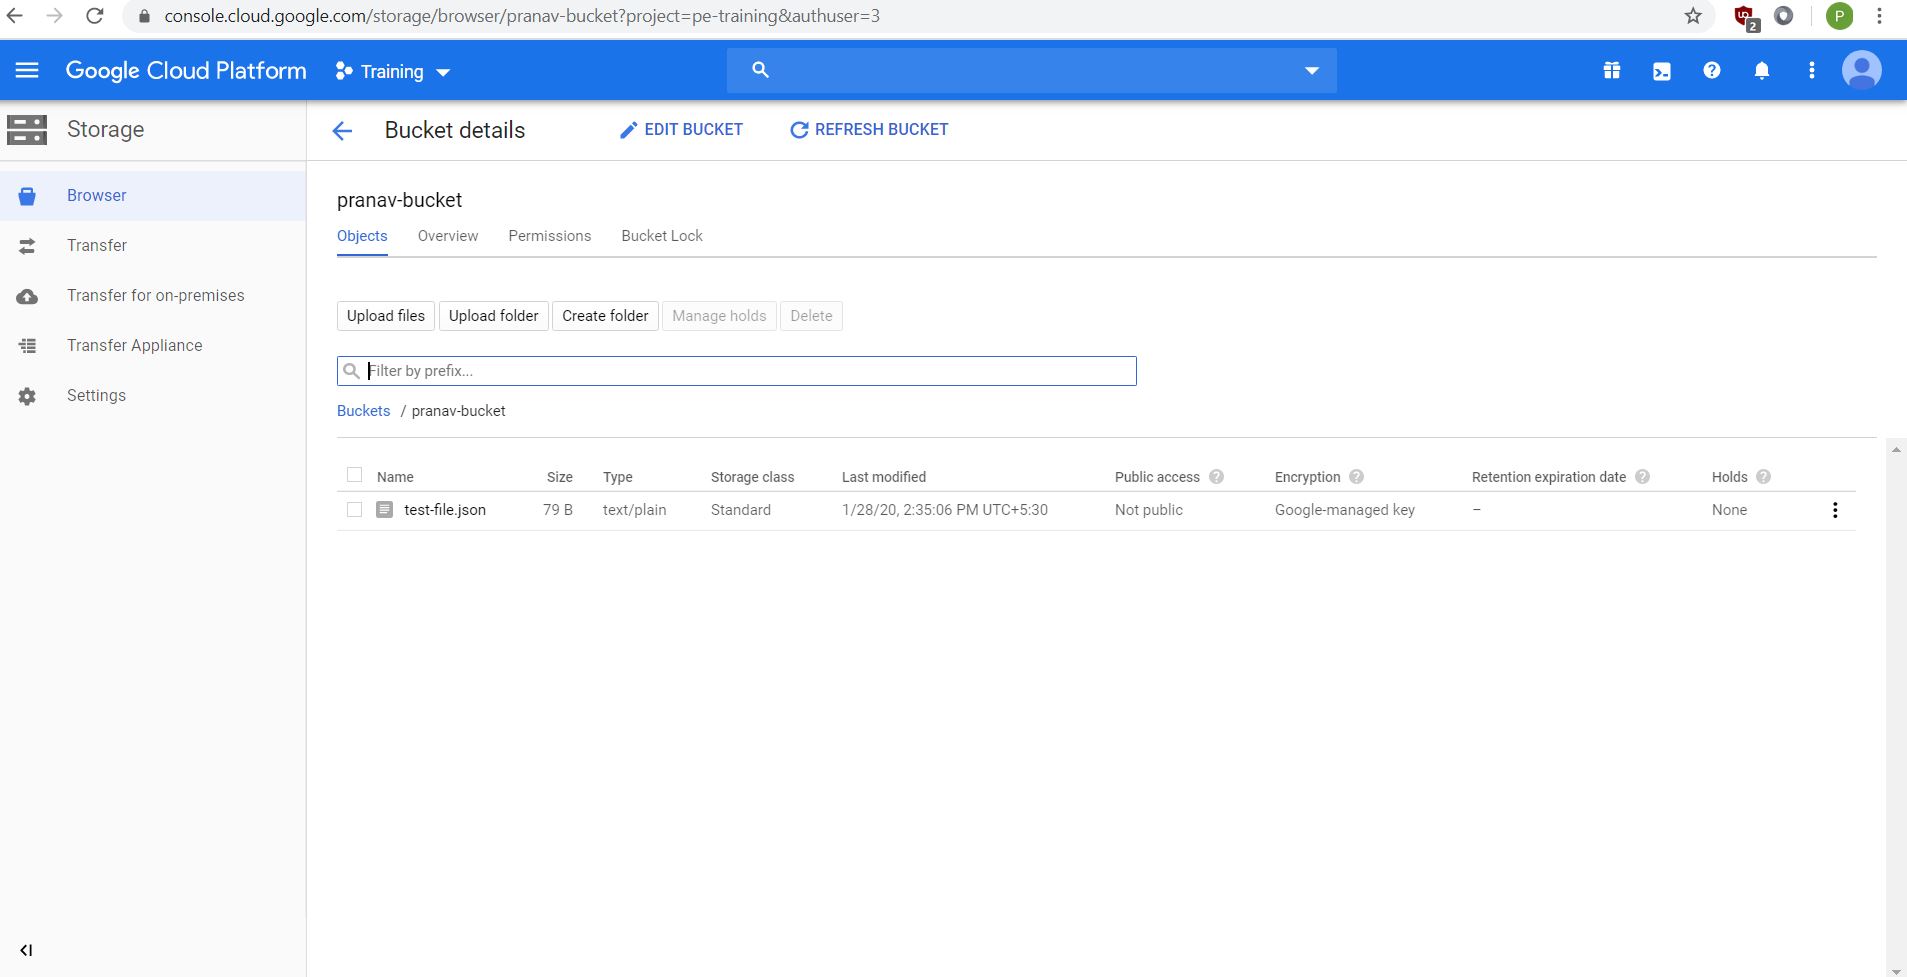 console.cloud.google.com/storage/browser/pranav-bucket?project=pe-training&authuser=3
2
P
Google Cloud Platform
Training
Storage
Bucket details
EDIT BUCKET
REFRESH BUCKET
Browser
Transfer
Transfer for on-premises
Transfer Appliance
Settings
pranav-bucket
Objects Overview Permissions Bucket Lock
Upload files Upload folder Create folder Manage holds Delete
Filter by prefix...
Buckets / pranav-bucket
Name Size Type Storage class Last modified Public access Encryption Retention expiration date Holds
test-file.json 79 B text/plain Standard 1/28/20, 2:35:06 PM UTC+5:30 Not public Google-managed key – None